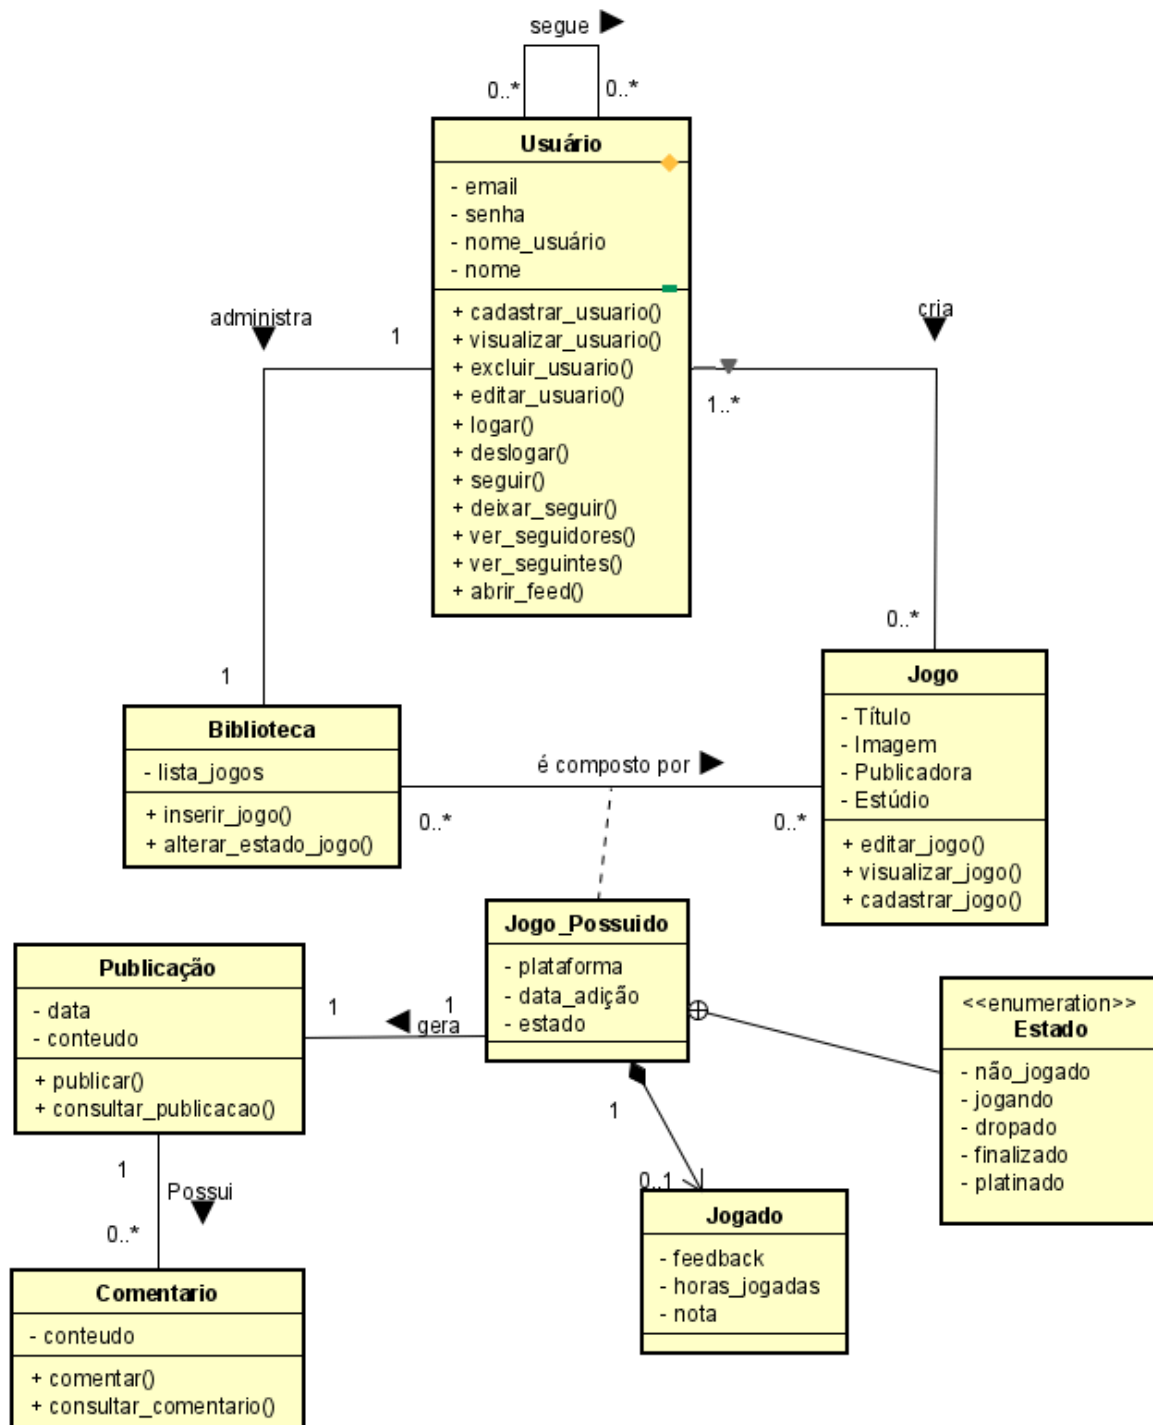 segue
0..*
0..*
Usuário
- email
- senha
- nome_usuário
- nome
+ cadastrar_usuario()
+ visualizar_usuario()
+ excluir_usuario()
+ editar_usuario()
+ logar()
+ deslogar()
+ seguir()
+ deixar_seguir()
+ ver_seguidores()
+ ver_seguintes()
+ abrir_feed()
administra
1
1
cria
1..*
0..*
Biblioteca
- lista_jogos
+ inserir_jogo()
+ alterar_estado_jogo()
é composto por
0..*
0..*
Jogo
- Título
- Imagem
- Publicadora
- Estúdio
+ editar_jogo()
+ visualizar_jogo()
+ cadastrar_jogo()
Jogo_Possuido
- plataforma
- data_adição
- estado
Publicação
- data
- conteudo
+ publicar()
+ consultar_publicacao()
1
1
gera
<<enumeration>>
Estado
- não_jogado
- jogando
- dropado
- finalizado
- platinado
1
0..1
Jogado
- feedback
- horas_jogadas
- nota
1
Possui
0..*
Comentario
- conteudo
+ comentar()
+ consultar_comentario()